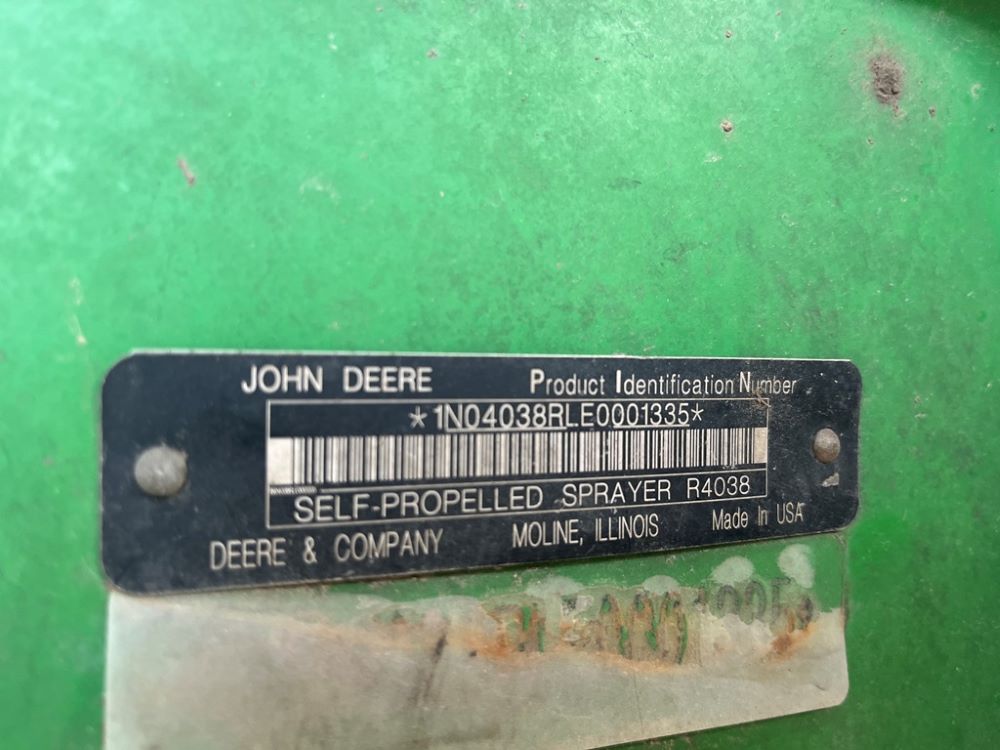 JOHN DEERE Product Identification Number
*1N04038RLE0001335*
SELF-PROPELLED SPRAYER R4038
DEERE & COMPANY MOLINE, ILLINOIS Made In USA